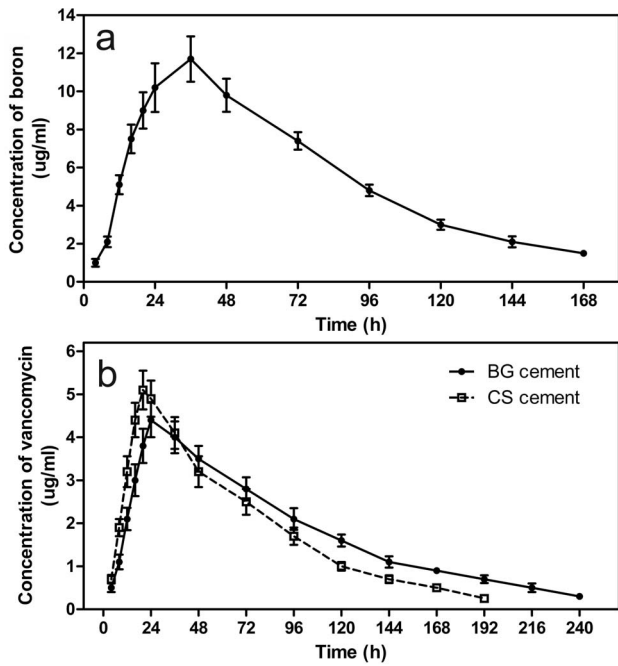 a
14
12
10
8
6
4
2
0
Concentration of boron
(ug/ml)
0 24 48 72 96 120 144 168
Time (h)
b
BG cement
CS cement
6
5
4
3
2
1
0
Concentration of vancomycin
(ug/ml)
0 24 48 72 96 120 144 168 192 216 240
Time (h)